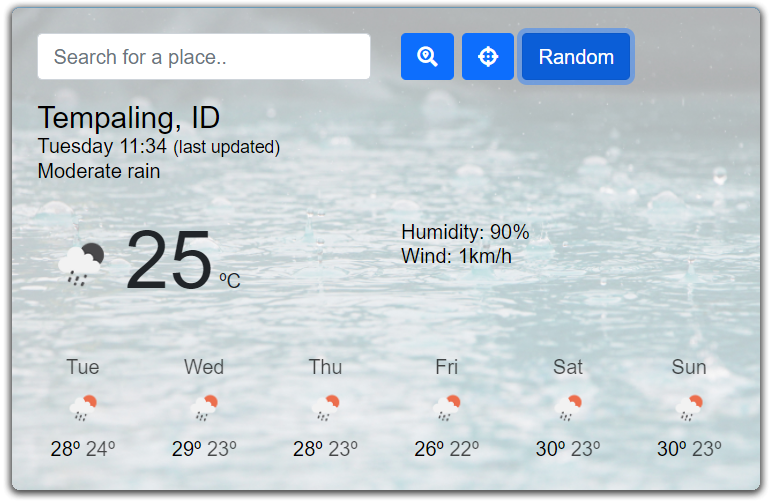 Search for a place..
Random
Tempaling, ID
Tuesday 11:34 (last updated)
Moderate rain
25 ºC
Humidity: 90%
Wind: 1km/h
Tue Wed Thu Fri Sat Sun
28º 24º 29º 23º 28º 23º 26º 22º 30º 23º 30º 23º